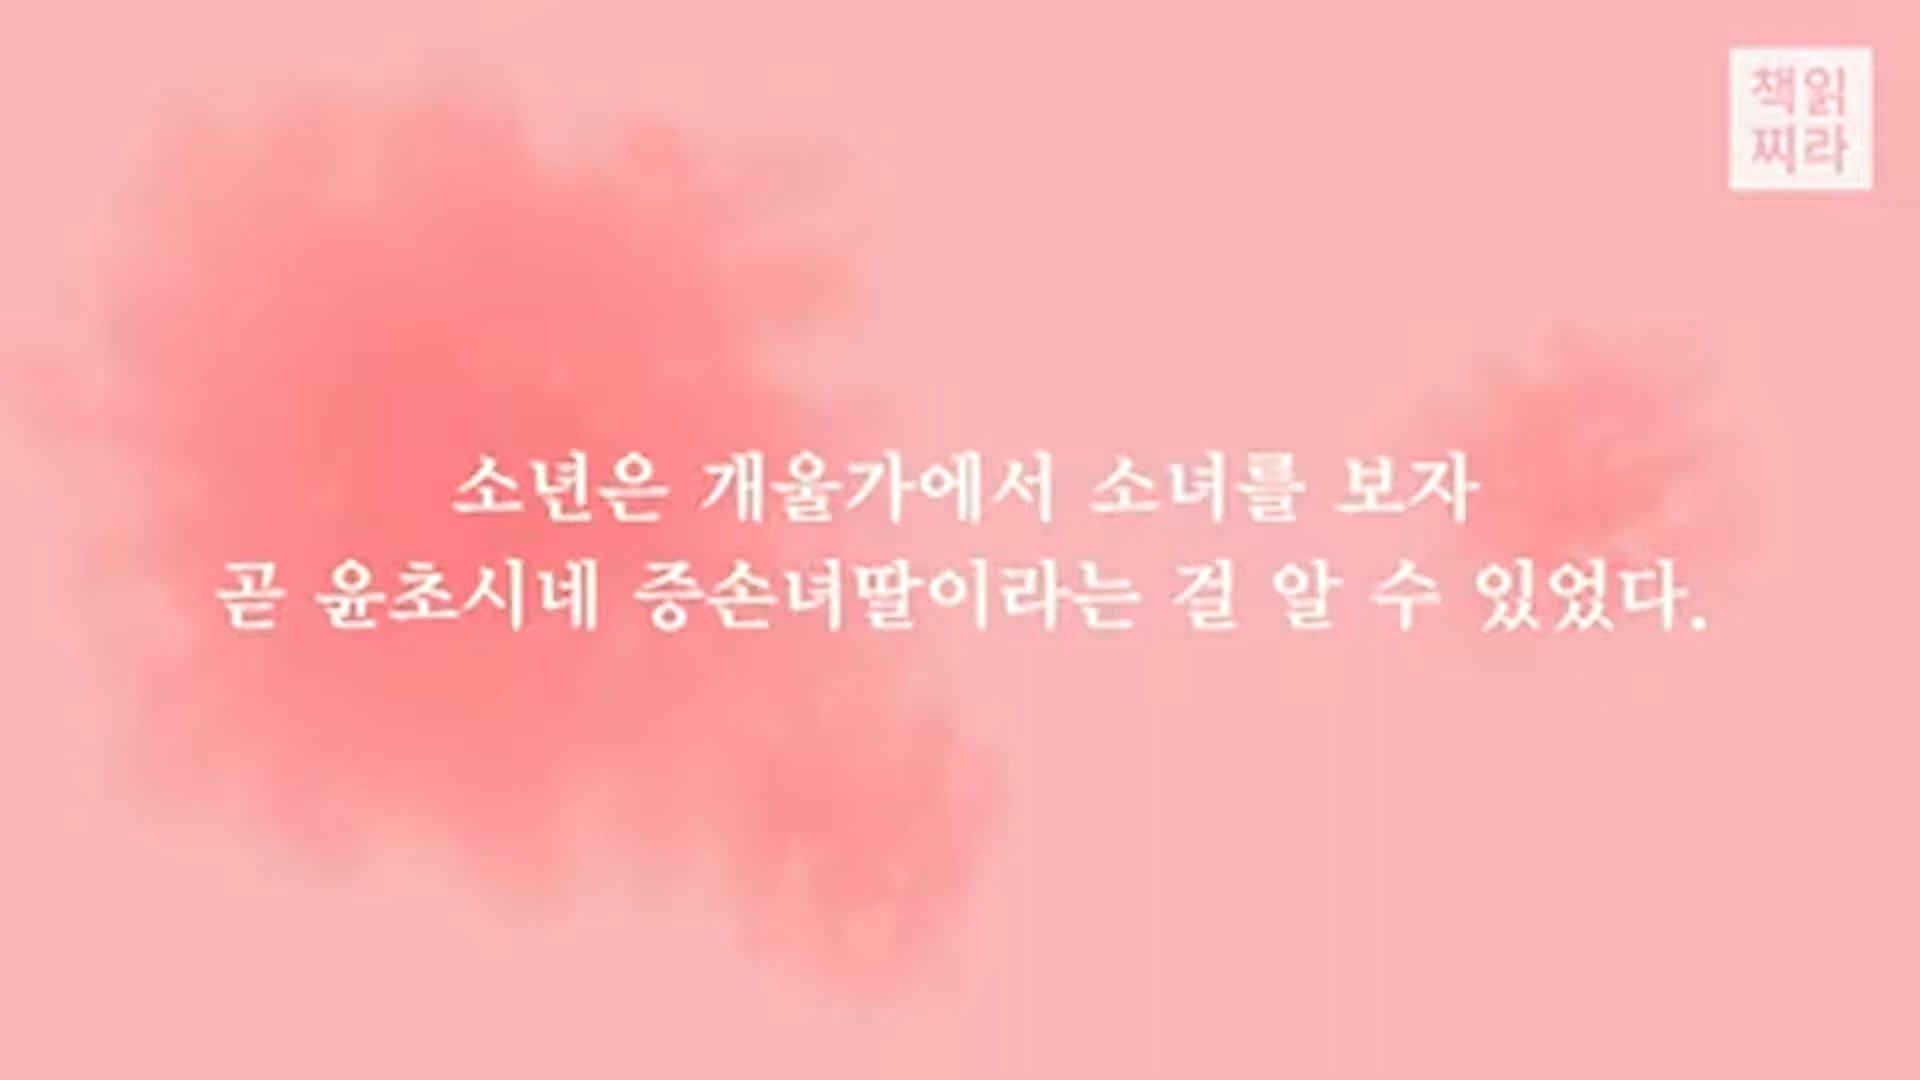 책읽
찌라
소년은 개울가에서 소녀를 보자
곧 윤초시네 증손녀딸이라는 걸 알 수 있었다.